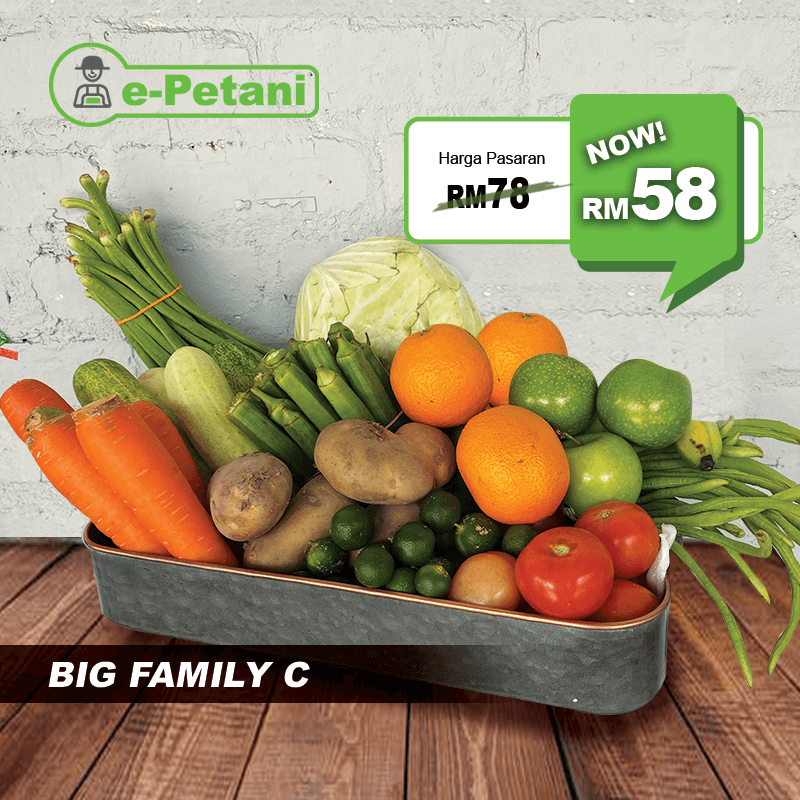 e-Petani
Harga Pasaran
RM78
NOW!
RM58
BIG FAMILY C